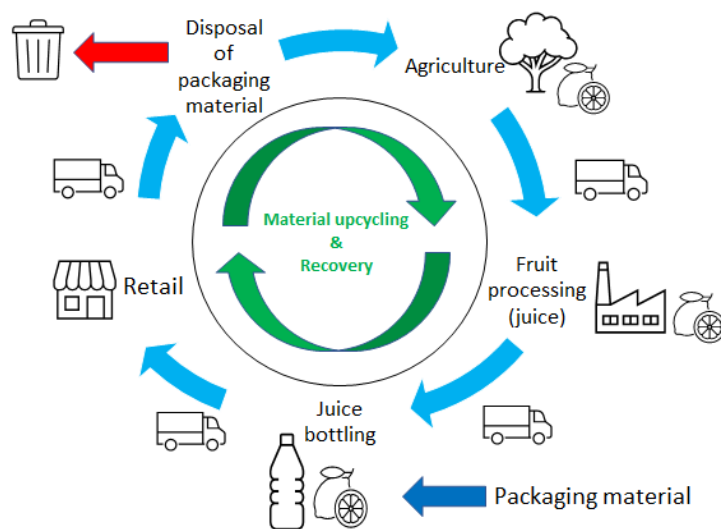 Disposal
of
packaging
material
Agriculture
Material upcycling
&
Recovery
Fruit
processing
(juice)
Retail
Juice
bottling
Packaging material